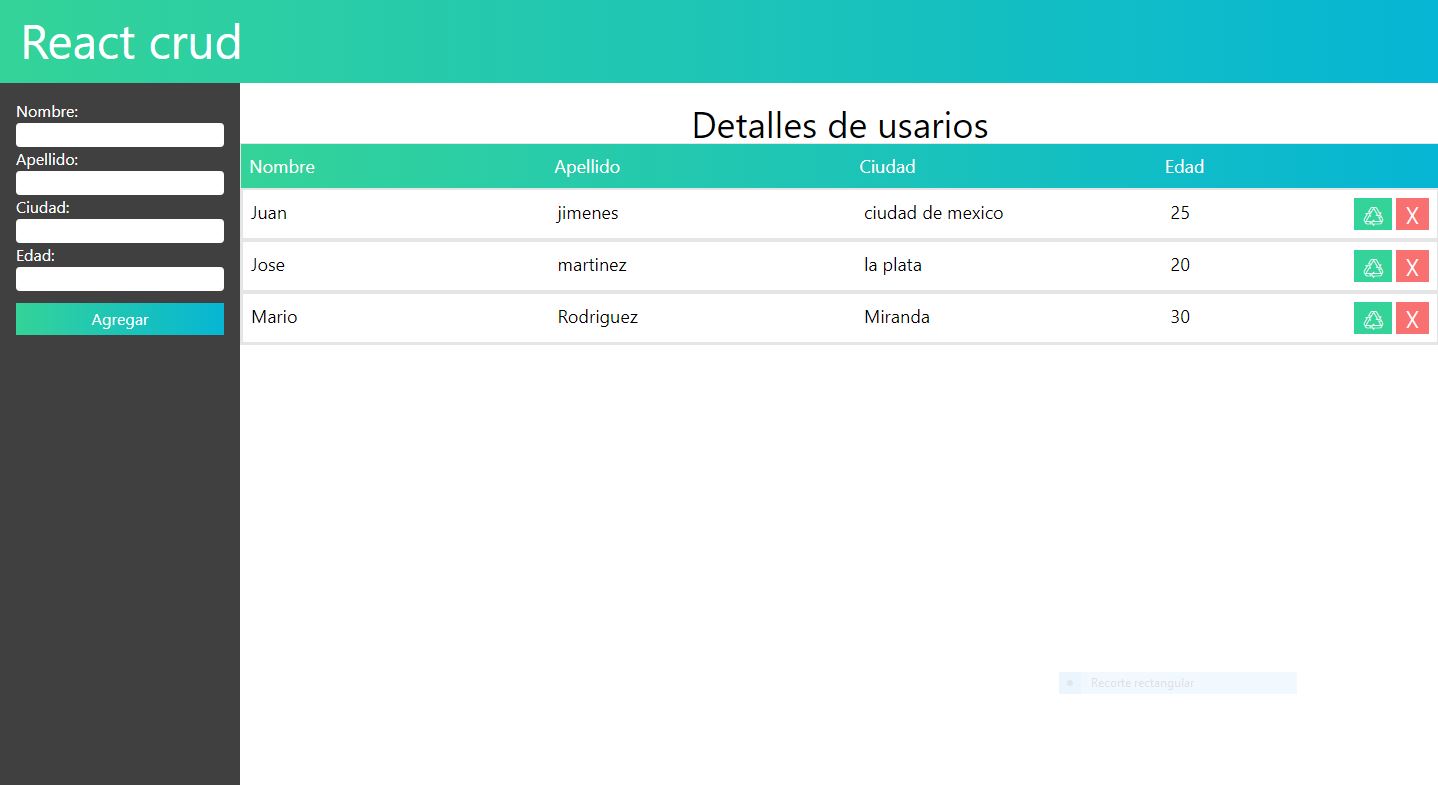 React crud
Nombre:
Apellido:
Ciudad:
Edad:
Agregar
Detalles de usarios
Nombre Apellido Ciudad Edad
Juan jimenes ciudad de mexico 25 X
Jose martinez la plata 20 X
Mario Rodriguez Miranda 30 X
Recorte rectangular